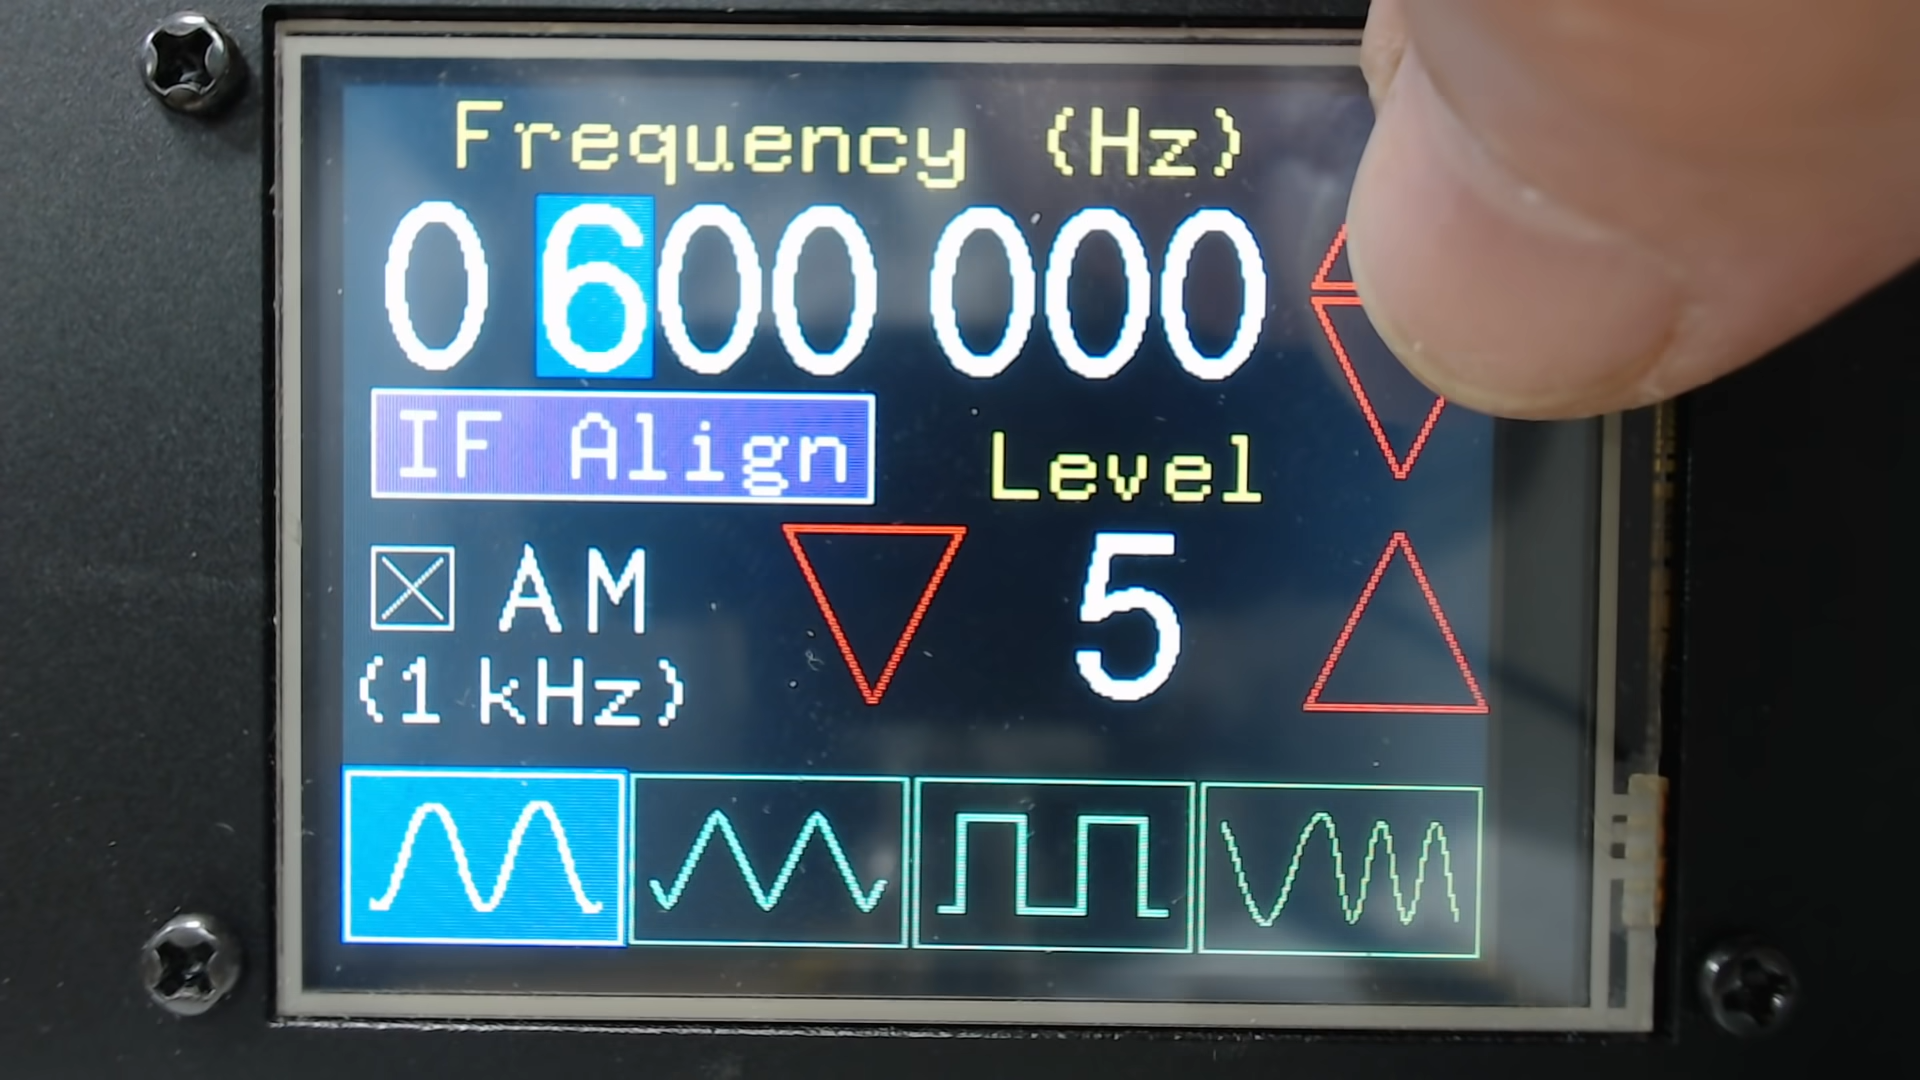 Frequency (Hz)
0 600 000
IF Align
Level
AM
5
(1 kHz)